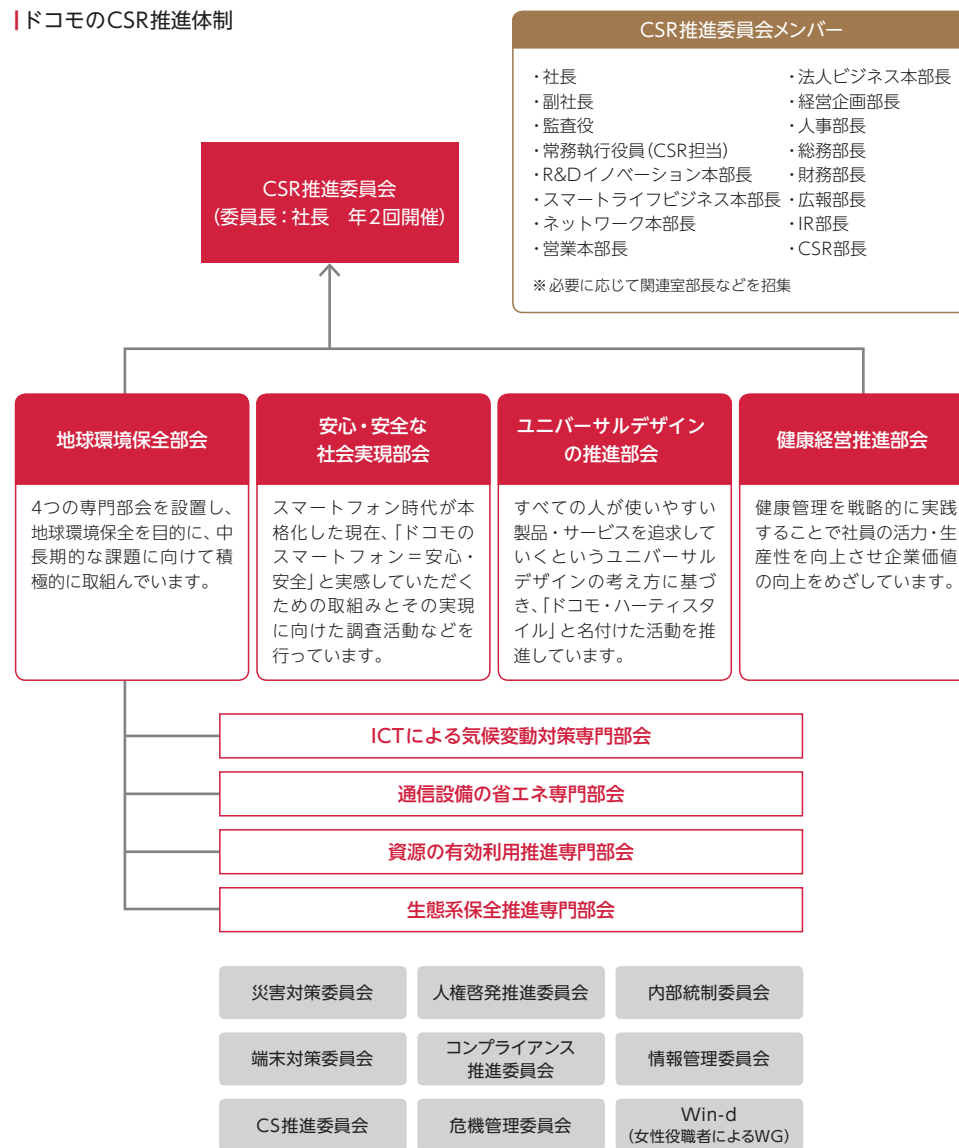 ドコモのCSR推進体制
CSR推進委員会メンバー
・社長
・副社長
・監査役
・常務執行役員(CSR担当)
・R&Dイノベーション本部長
・スマートライフビジネス本部長
・ネットワーク本部長
・営業本部長
・法人ビジネス本部長
・経営企画部長
・人事部長
・総務部長
・財務部長
・広報部長
・IR部長
・CSR部長
※必要に応じて関連室部長などを招集
CSR推進委員会
(委員長：社長　年2回開催)
地球環境保全部会
4つの専門部会を設置し、
地球環境保全を目的に、中
長期的な課題に向けて積
極的に取組んでいます。
安心・安全な
社会実現部会
スマートフォン時代が本
格化した現在、「ドコモの
スマートフォン＝安心・
安全」と実感していただく
ための取組みとその実現
に向けた調査活動などを
行っています。
ユニバーサルデザイン
の推進部会
すべての人が使いやすい
製品・サービスを追求して
いくというユニバーサル
デザインの考え方に基づ
き、「ドコモ・ハーティスタ
イル」と名付けた活動を推
進しています。
健康経営推進部会
健康管理を戦略的に実践
することで社員の活力・生
産性を向上させ企業価値
の向上をめざしています。
ICTによる気候変動対策専門部会
通信設備の省エネ専門部会
資源の有効利用推進専門部会
生態系保全推進専門部会
災害対策委員会
人権啓発推進委員会
内部統制委員会
端末対策委員会
コンプライアンス
推進委員会
情報管理委員会
CS推進委員会
危機管理委員会
Win-d
(女性役職者によるWG)